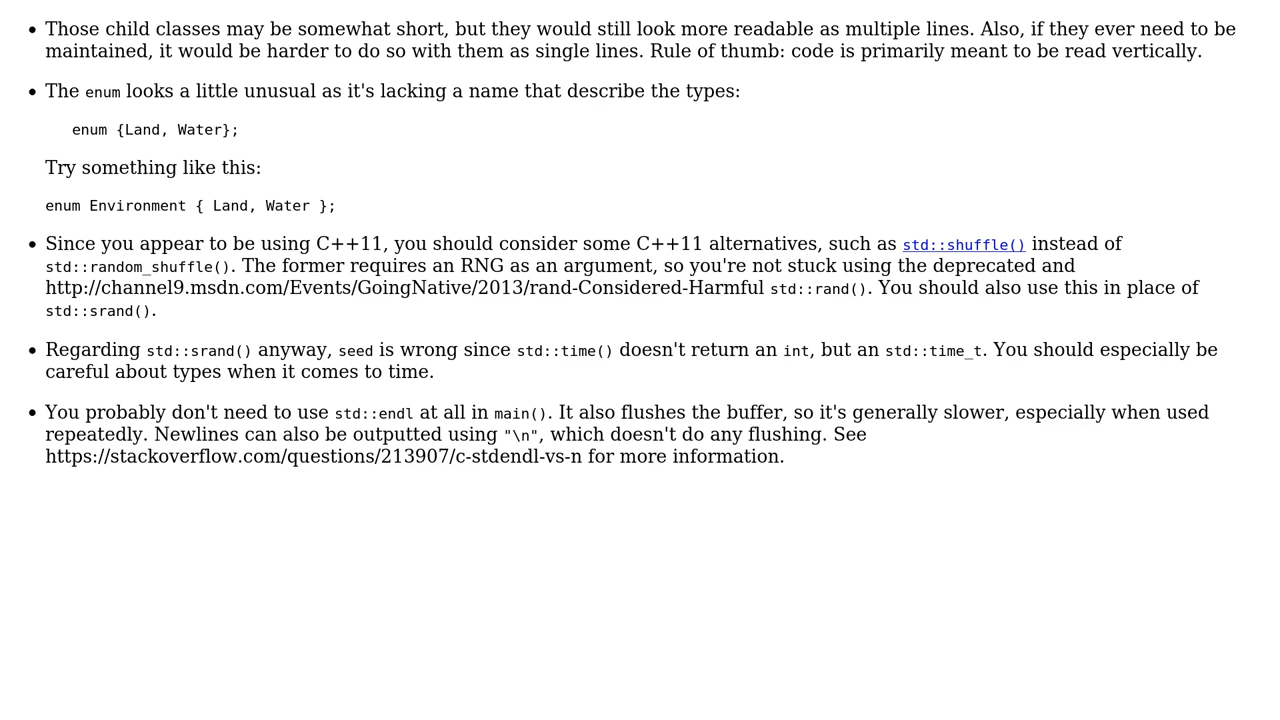 • Those child classes may be somewhat short, but they would still look more readable as multiple lines. Also, if they ever need to be
maintained, it would be harder to do so with them as single lines. Rule of thumb: code is primarily meant to be read vertically.
• The enum looks a little unusual as it's lacking a name that describe the types:
enum {Land, Water};
Try something like this:
enum Environment { Land, Water };
• Since you appear to be using C++11, you should consider some C++11 alternatives, such as std::shuffle() instead of
std::random_shuffle(). The former requires an RNG as an argument, so you're not stuck using the deprecated and
http://channel9.msdn.com/Events/GoingNative/2013/rand-Considered-Harmful std::rand(). You should also use this in place of
std::srand().
• Regarding std::srand() anyway, seed is wrong since std::time() doesn't return an int, but an std::time_t. You should especially be
careful about types when it comes to time.
• You probably don't need to use std::endl at all in main(). It also flushes the buffer, so it's generally slower, especially when used
repeatedly. Newlines can also be outputted using "\n", which doesn't do any flushing. See
https://stackoverflow.com/questions/213907/c-stdendl-vs-n for more information.